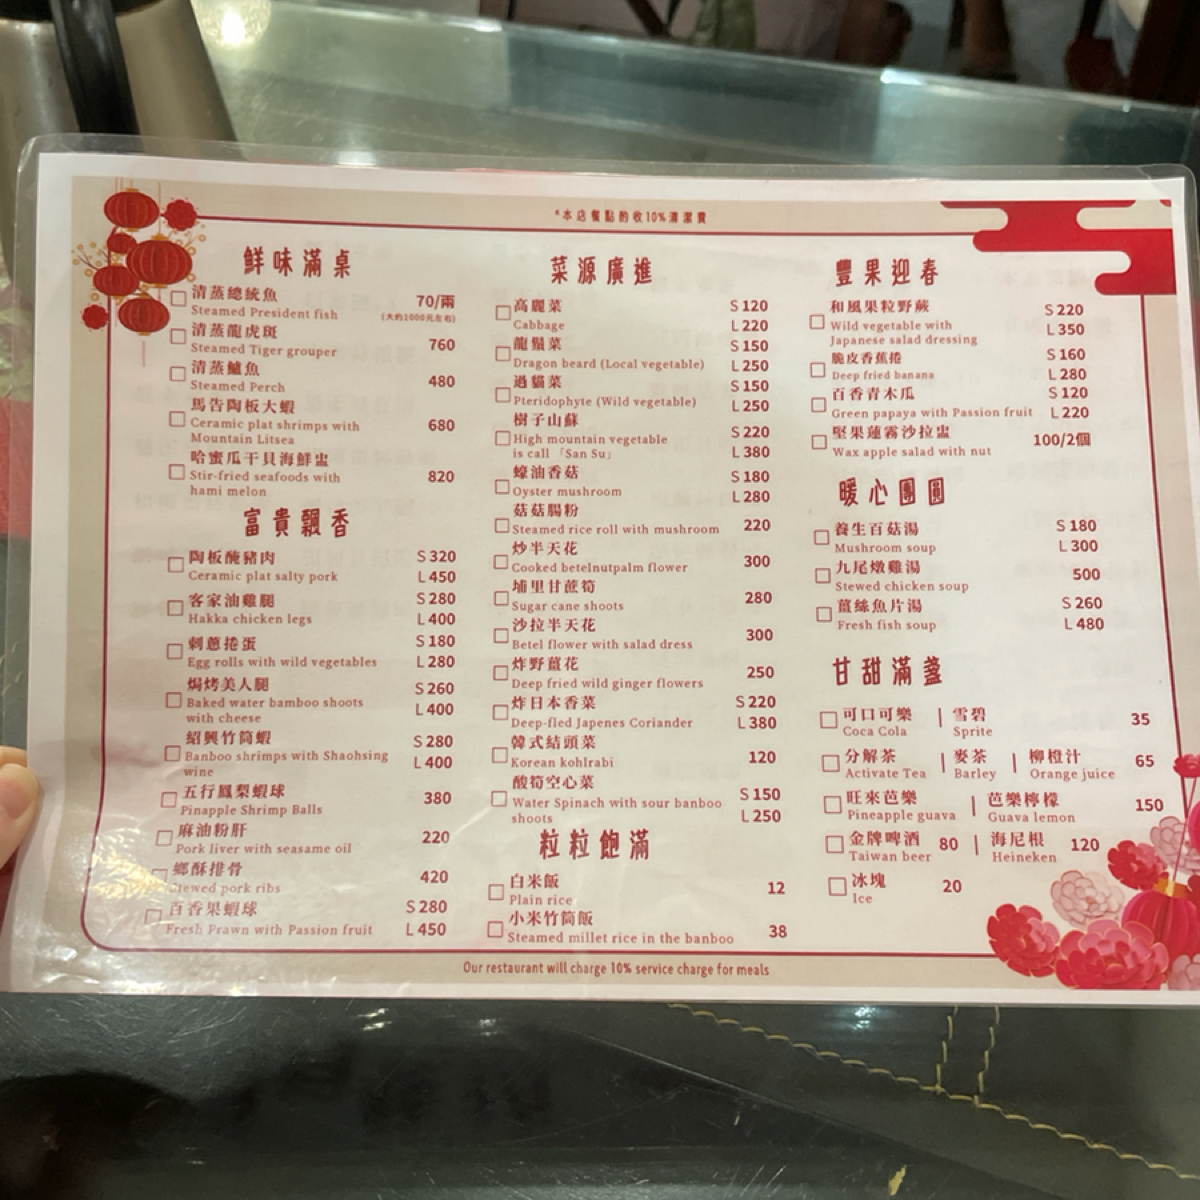 *本店餐點酌收10%清潔費
鮮味滿桌
清蒸總統魚 70/兩
Steamed President fish (大約1000元左右)
清蒸龍虎斑
Steamed Tiger grouper 760
清蒸鱸魚
Steamed Perch 480
馬告陶板大蝦
Ceramic plat shrimps with 680
Mountain Litsea
哈蜜瓜干貝海鮮盅
Stir-fried seafoods with 820
hami melon
富貴飄香
陶板醃豬肉 S 320
Ceramic plat salty pork L 450
客家油雞腿 S 280
Hakka chicken legs L 400
刺蔥捲蛋 S 180
Egg rolls with wild vegetables L 280
焗烤美人腿 S 260
Baked water bamboo shoots L 400
with cheese
紹興竹筒蝦 S 280
Banboo shrimps with Shaohsing L 400
wine
五行鳳梨蝦球 380
Pinapple Shrimp Balls
麻油粉肝 220
Pork liver with seasame oil
鄉酥排骨 420
Stewed pork ribs
百香果蝦球 S 280
Fresh Prawn with Passion fruit L 450
菜源廣進
高麗菜 S 120
Cabbage L 220
龍鬚菜 S 150
Dragon beard (Local vegetable) L 250
過貓菜 S 150
Pteridophyte (Wild vegetable) L 250
樹子山蘇 S 220
High mountain vegetable L 380
is call「San Su」
蠔油香菇 S 180
Oyster mushroom L 280
菇菇腸粉 220
Steamed rice roll with mushroom
炒半天花 300
Cooked betelnutpalm flower
埔里甘蔗筍 280
Sugar cane shoots
沙拉半天花 300
Betel flower with salad dress
炸野薑花 250
Deep fried wild ginger flowers
炸日本香菜 S 220
Deep-fled Japenes Coriander L 380
韓式結頭菜 120
Korean kohlrabi
酸筍空心菜 S 150
Water Spinach with sour banboo L 250
shoots
粒粒飽滿
白米飯 12
Plain rice
小米竹筒飯 38
Steamed millet rice in the banboo
豐果迎春
和風果粒野蕨 S 220
Wild vegetable with L 350
Japanese salad dressing
脆皮香蕉捲 S 160
Deep fried banana L 280
百香青木瓜 S 120
Green papaya with Passion fruit L 220
堅果蓮霧沙拉盅 100/2個
Wax apple salad with nut
暖心團圓
養生百菇湯 S 180
Mushroom soup L 300
九尾燉雞湯 500
Stewed chicken soup
薑絲魚片湯 S 260
Fresh fish soup L 480
甘甜滿盞
可口可樂 | 雪碧 35
Coca Cola Sprite
分解茶 | 麥茶 | 柳橙汁 65
Activate Tea Barley Orange juice
旺來芭樂 | 芭樂檸檬 150
Pineapple guava Guava lemon
金牌啤酒 80 | 海尼根 120
Taiwan beer Heineken
冰塊 20
Ice
Our restaurant will charge 10% service charge for meals